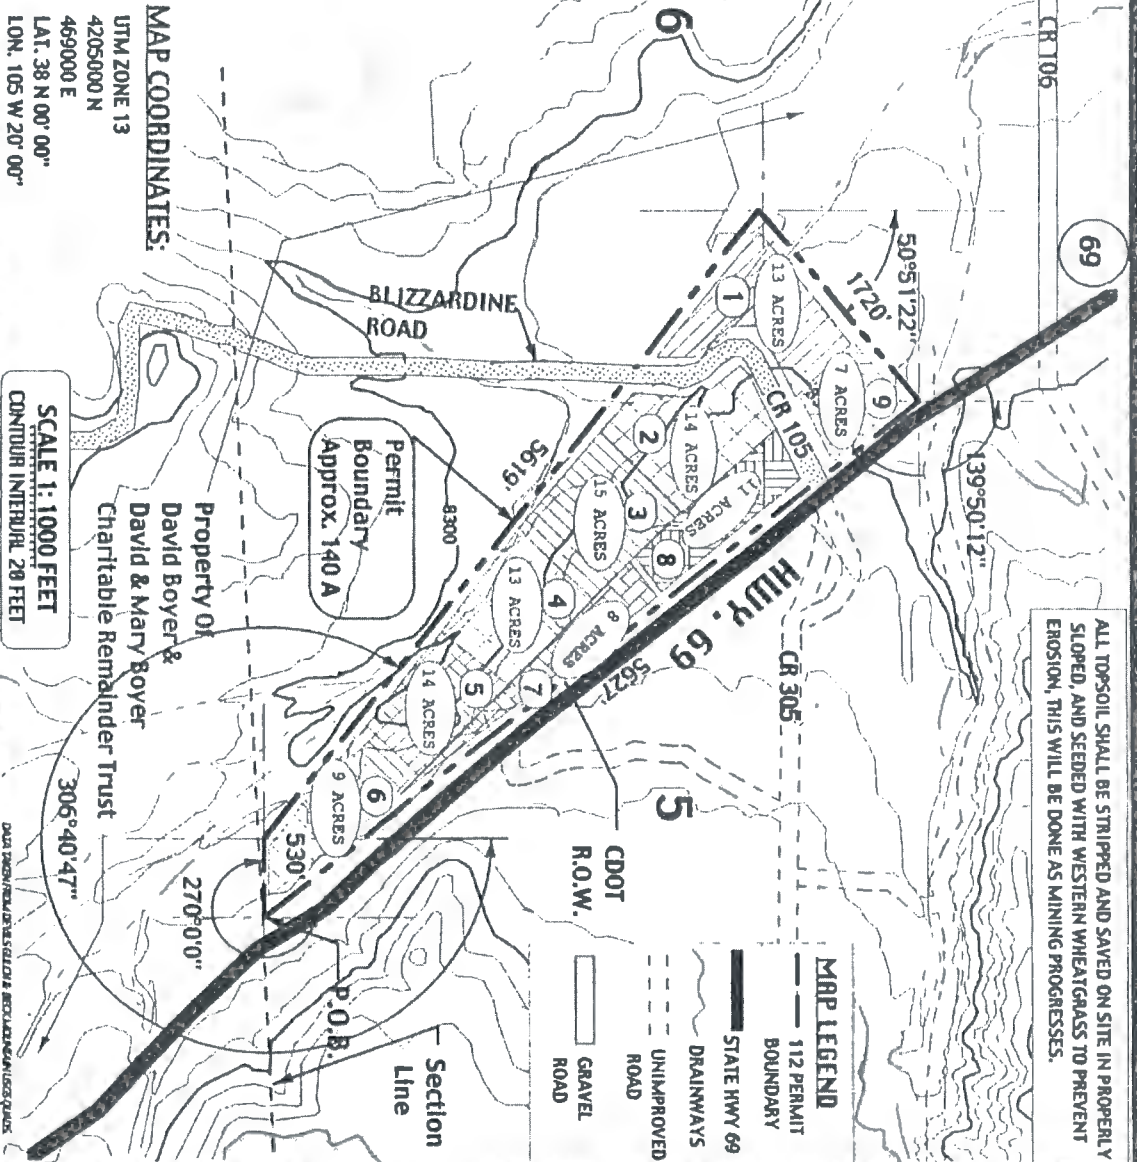 CR 106
69
6
ALL TOPSOIL SHALL BE STRIPPED AND SAVED ON SITE IN PROPERLY
SLOPED, AND SEEDED WITH WESTERN WHEATGRASS TO PREVENT
EROSION, THIS WILL BE DONE AS MINING PROGRESSES.
50°51'22"
1720'
139°50'12"
13 ACRES
1
7 ACRES
9
CR 105
14 ACRES
2
11 ACRES
15 ACRES
3
8
HWY. 69
CR 305
13 ACRES
4
8 ACRES
5627'
14 ACRES
5
7
9 ACRES
6
5619'
5
BLIZZARDINE
ROAD
Permit
Boundary
Approx. 140 A
8300
CDOT
R.O.W.
530'
270°0'0"
306°40'47"
P.O.B.
Section
Line
Property Of
David Boyer &
David & Mary Boyer
Charitable Remainder Trust
MAP LEGEND
112 PERMIT
BOUNDARY
STATE HWY 69
DRAINWAYS
UNIMPROVED
ROAD
GRAVEL
ROAD
MAP COORDINATES:
UTM ZONE 13
4205000 N
469000 E
LAT. 38 N 00' 00"
LON. 105 W 20' 00"
SCALE 1: 1000 FEET
CONTOUR INTERVAL 20 FEET